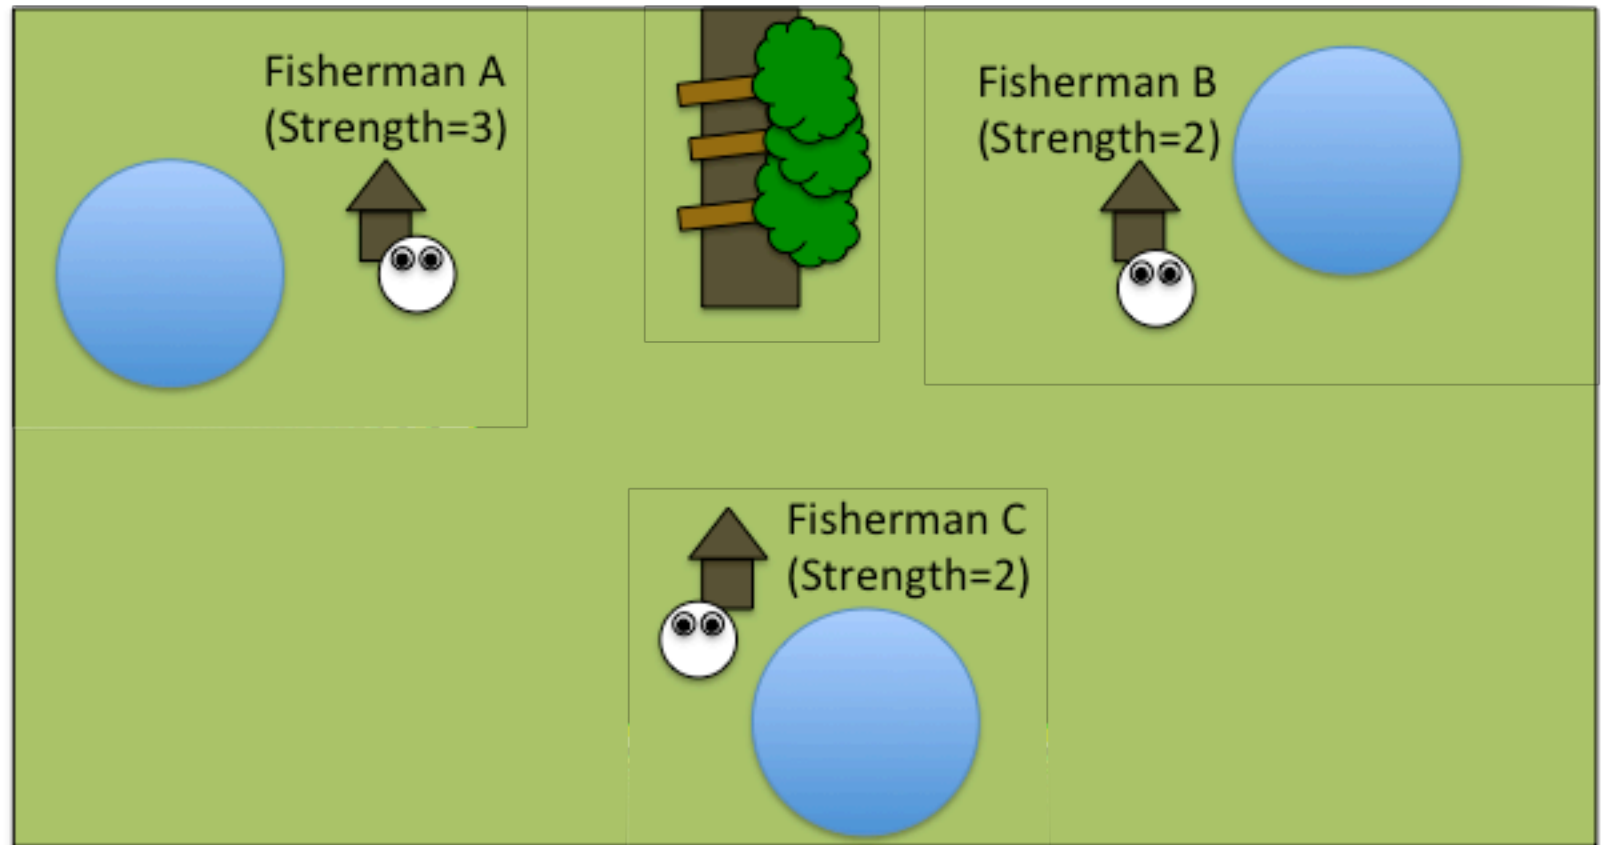 Fisherman A
(Strength=3)
Fisherman B
(Strength=2)
Fisherman C
(Strength=2)